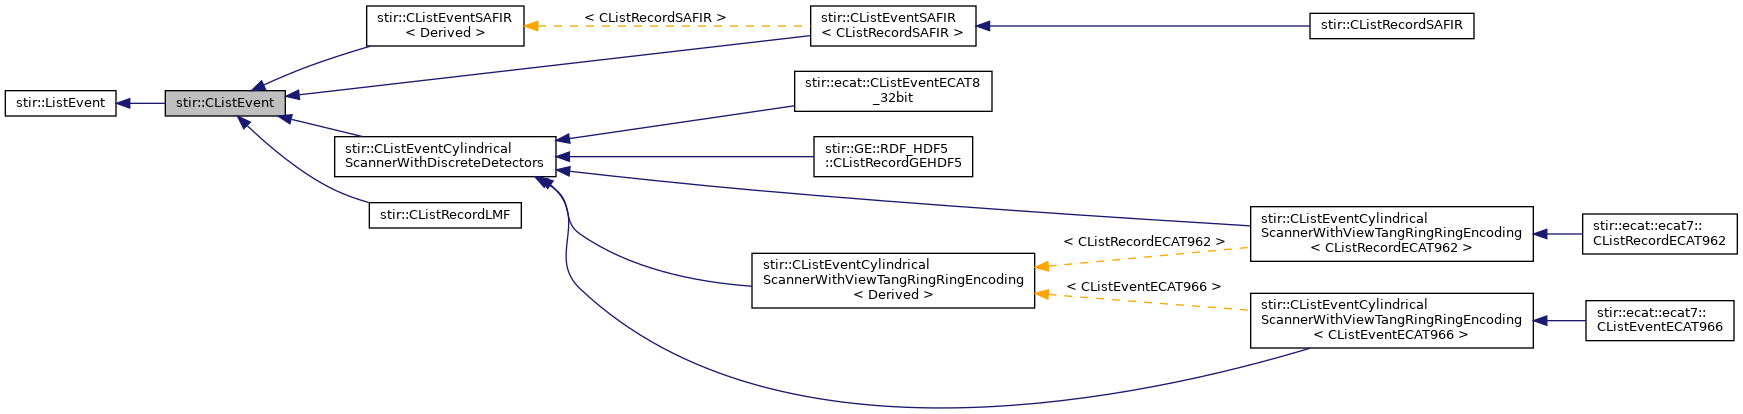 stir::ListEvent
stir::CListEvent
stir::CListEventSAFIR
< Derived >
< CListRecordSAFIR >
stir::CListEventSAFIR
< CListRecordSAFIR >
stir::CListRecordSAFIR
stir::CListEventCylindrical
ScannerWithDiscreteDetectors
stir::CListRecordLMF
stir::ecat::CListEventECAT8
_32bit
stir::GE::RDF_HDF5
::CListRecordGEHDF5
stir::CListEventCylindrical
ScannerWithViewTangRingRingEncoding
< Derived >
< CListRecordECAT962 >
< CListEventECAT966 >
stir::CListEventCylindrical
ScannerWithViewTangRingRingEncoding
< CListRecordECAT962 >
stir::ecat::ecat7::
CListRecordECAT962
stir::CListEventCylindrical
ScannerWithViewTangRingRingEncoding
< CListEventECAT966 >
stir::ecat::ecat7::
CListEventECAT966